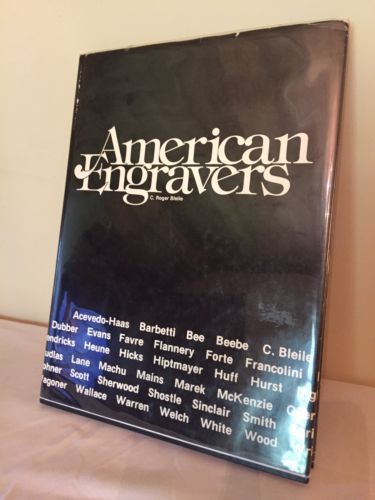 American
Engravers
C. Roger Bleile
Acevedo-Haas Barbetti Bee Beebe C. Bleile
Dubber Evans Favre Flannery Forte Francolini
Heune Hicks Hiptmayer Huff Hurst
Lane Machu Mains Marek McKenzie
Scott Sherwood Shostle Sinclair Smith
Wallace Warren Welch White Wood